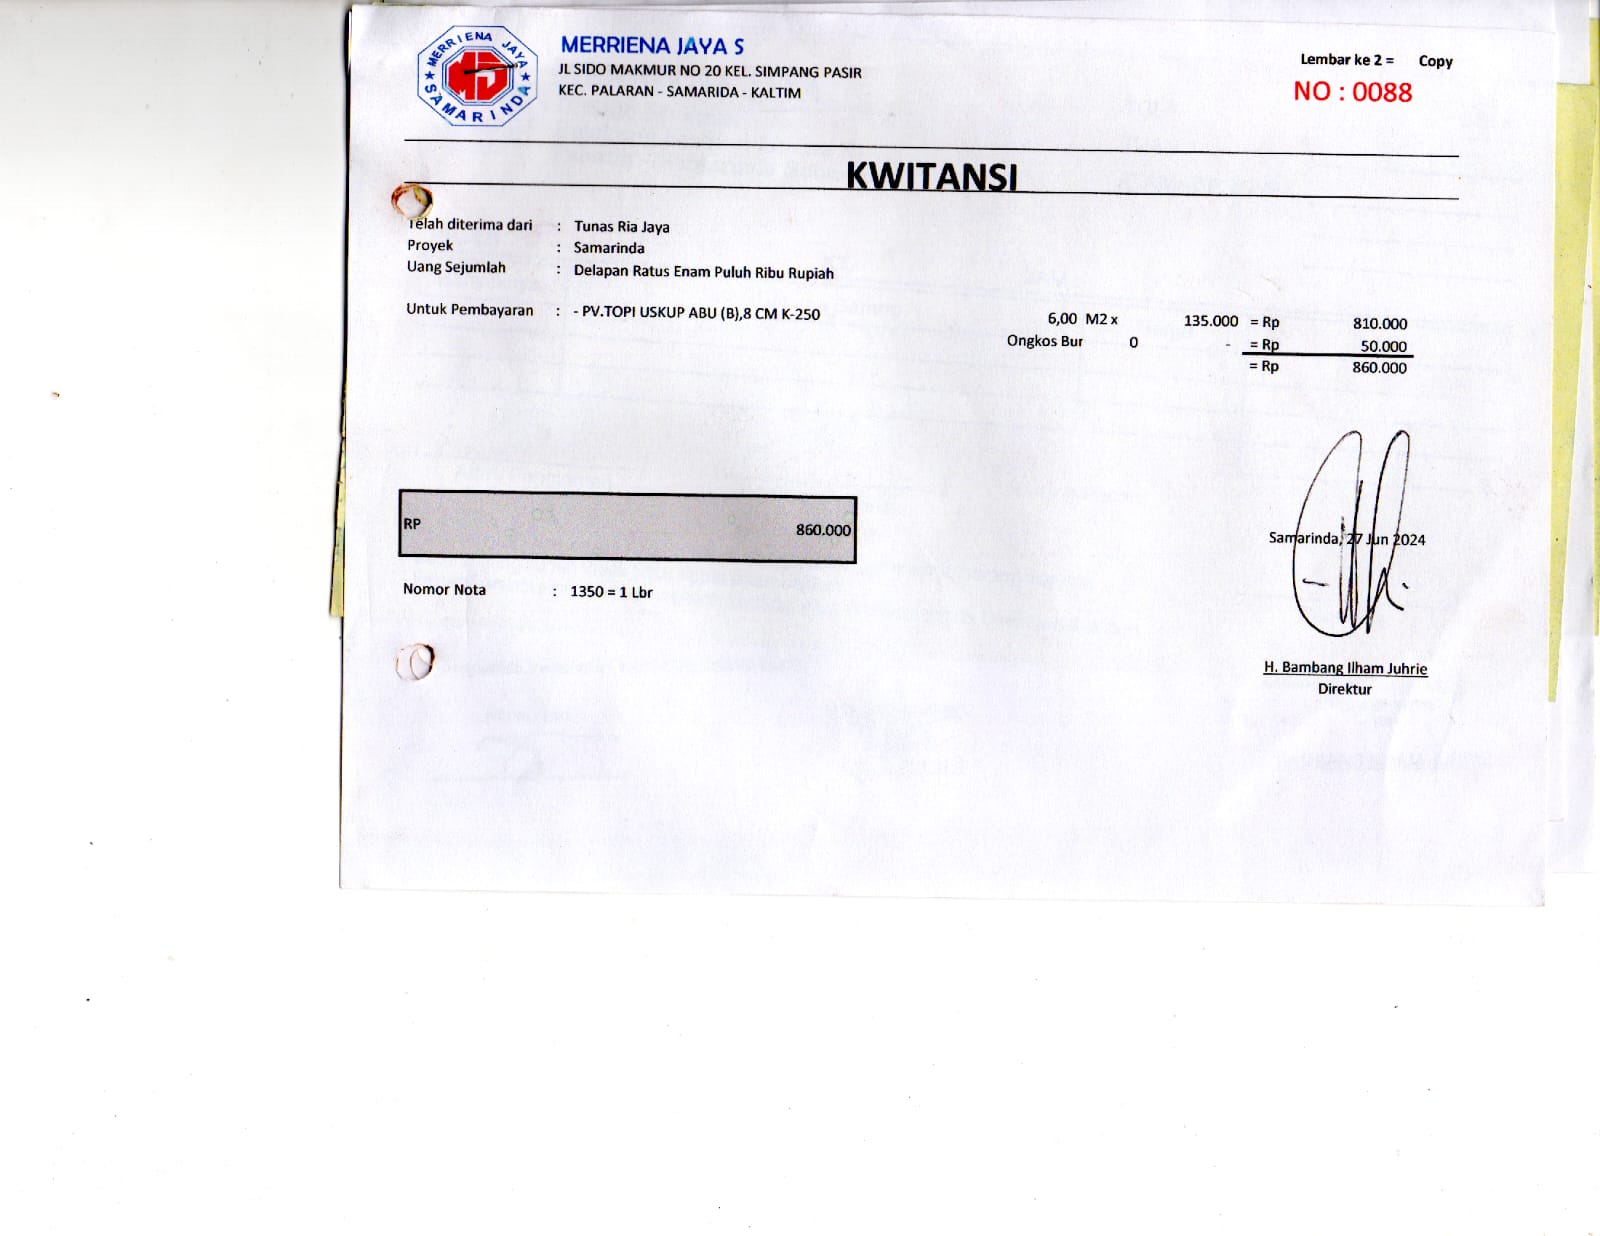 MERRIENA JAYA
MD
★ SAMARINDA ★
MERRIENA JAYA S
JL SIDO MAKMUR NO 20 KEL. SIMPANG PASIR
KEC. PALARAN - SAMARIDA - KALTIM
Lembar ke 2 = Copy
NO : 0088
KWITANSI
Telah diterima dari : Tunas Ria Jaya
Proyek : Samarinda
Uang Sejumlah : Delapan Ratus Enam Puluh Ribu Rupiah
Untuk Pembayaran : - PV.TOPI USKUP ABU (B),8 CM K-250 6,00 M2 x 135.000 = Rp 810.000
Ongkos Bur 0 - = Rp 50.000
= Rp 860.000
RP 860.000
Samarinda, 27 Jun 2024
Nomor Nota : 1350 = 1 Lbr
H. Bambang Ilham Juhrie
Direktur